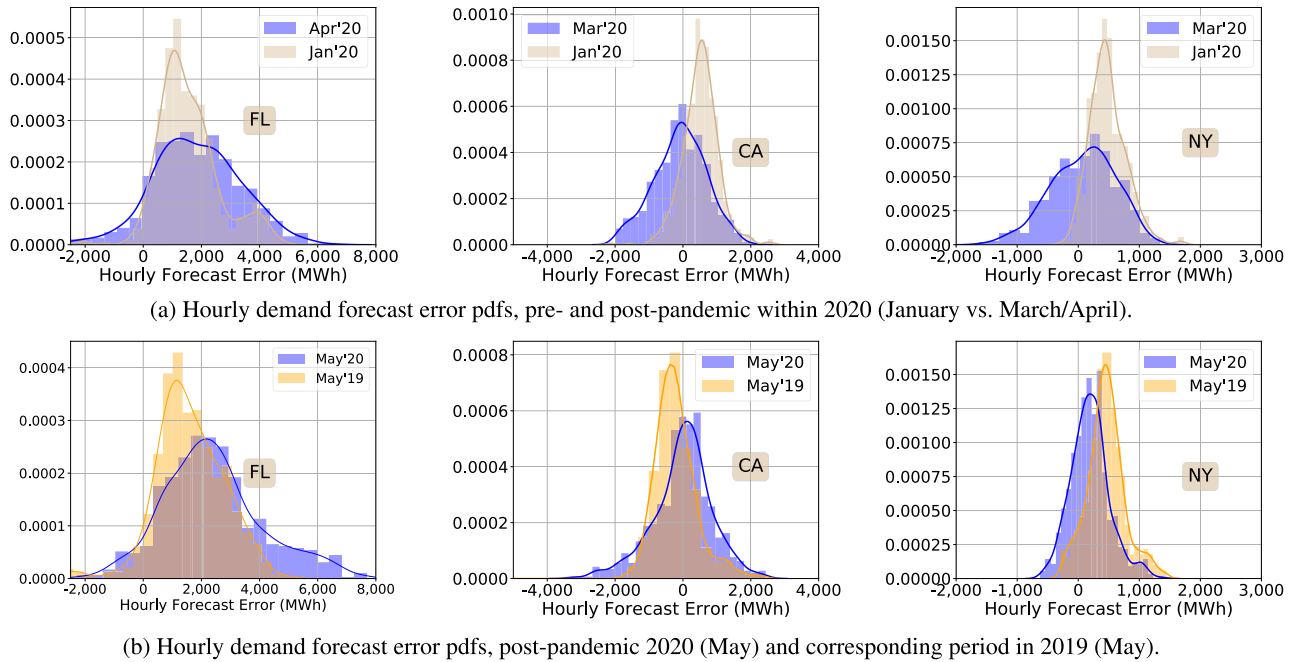 0.0005
0.0004
0.0003
0.0002
0.0001
0.0000
-2,000 0 2,000 4,000 6,000 8,000
Hourly Forecast Error (MWh)
Apr'20
Jan'20
FL
0.0010
0.0008
0.0006
0.0004
0.0002
0.0000
-4,000 -2,000 0 2,000 4,000
Hourly Forecast Error (MWh)
Mar'20
Jan'20
CA
0.00150
0.00125
0.00100
0.00075
0.00050
0.00025
0.00000
-2,000 -1,000 0 1,000 2,000 3,000
Hourly Forecast Error (MWh)
Mar'20
Jan'20
NY
(a) Hourly demand forecast error pdfs, pre- and post-pandemic within 2020 (January vs. March/April).
0.0004
0.0003
0.0002
0.0001
0.0000
-2,000 0 2,000 4,000 6,000 8,000
Hourly Forecast Error (MWh)
May'20
May'19
FL
0.0008
0.0006
0.0004
0.0002
0.0000
-4,000 -2,000 0 2,000 4,000
Hourly Forecast Error (MWh)
May'20
May'19
CA
0.00150
0.00125
0.00100
0.00075
0.00050
0.00025
0.00000
-2,000 -1,000 0 1,000 2,000 3,000
Hourly Forecast Error (MWh)
May'20
May'19
NY
(b) Hourly demand forecast error pdfs, post-pandemic 2020 (May) and corresponding period in 2019 (May).